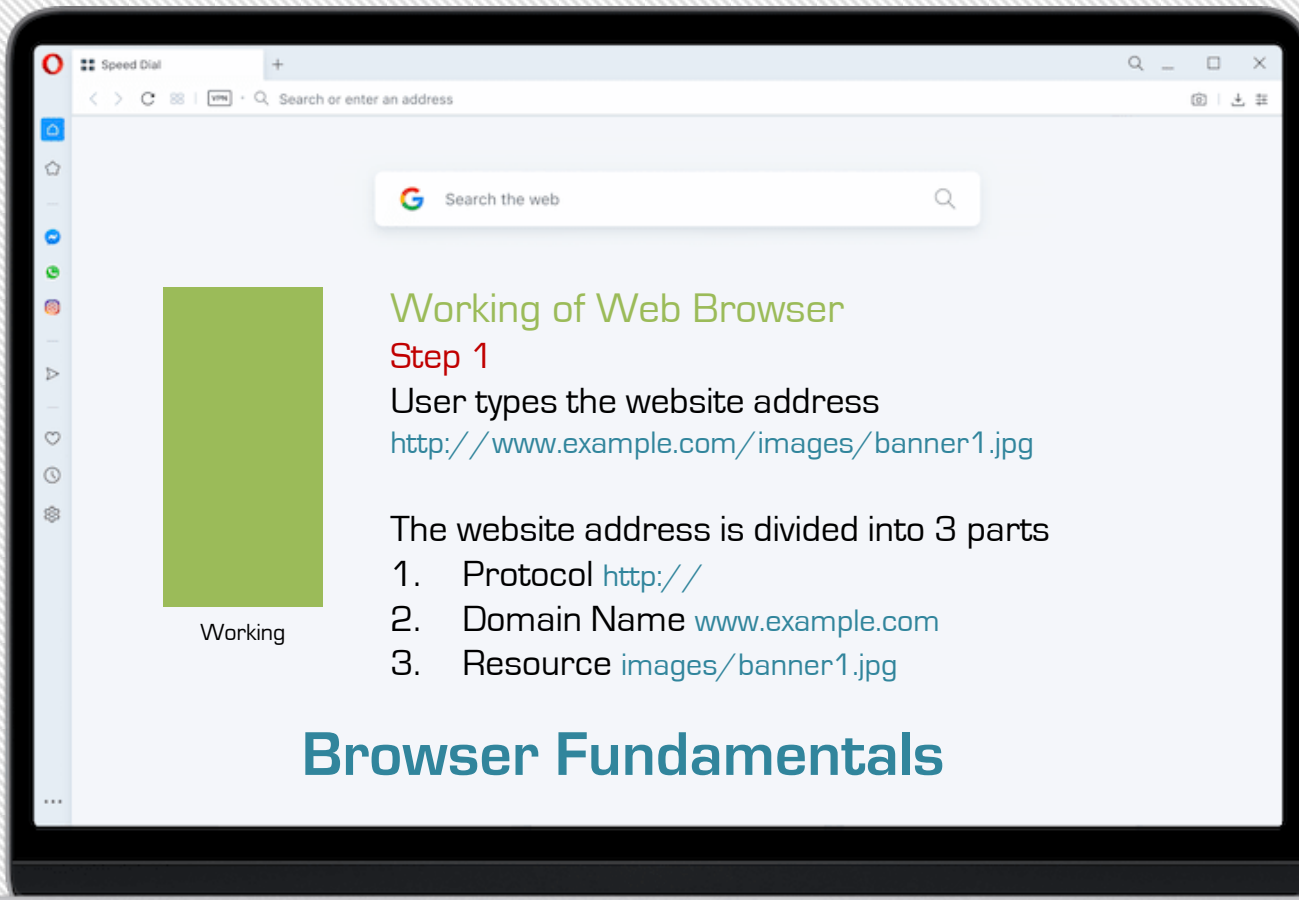 Speed Dial
VPN
Search or enter an address
Search the web
Working of Web Browser
Step 1
User types the website address
http://www.example.com/images/banner1.jpg
The website address is divided into 3 parts
1. Protocol http://
2. Domain Name www.example.com
3. Resource images/banner1.jpg
Working
Browser Fundamentals